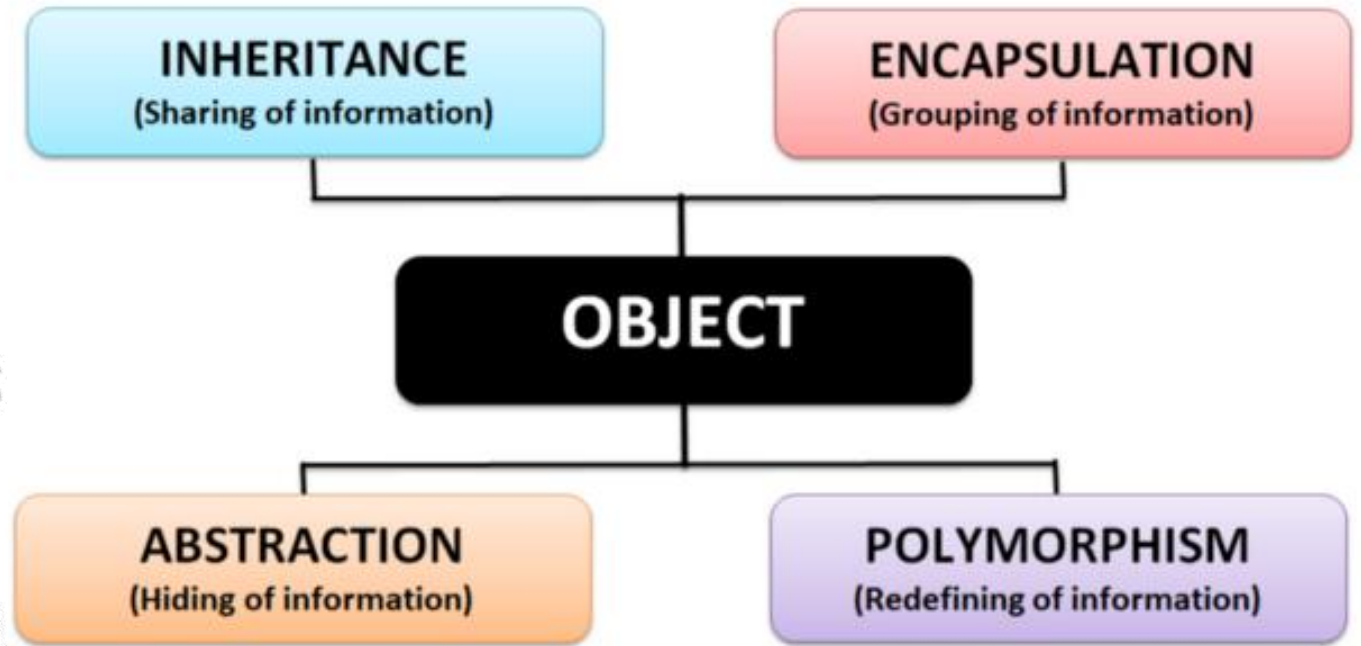 INHERITANCE
(Sharing of information)
ENCAPSULATION
(Grouping of information)
OBJECT
ABSTRACTION
(Hiding of information)
POLYMORPHISM
(Redefining of information)